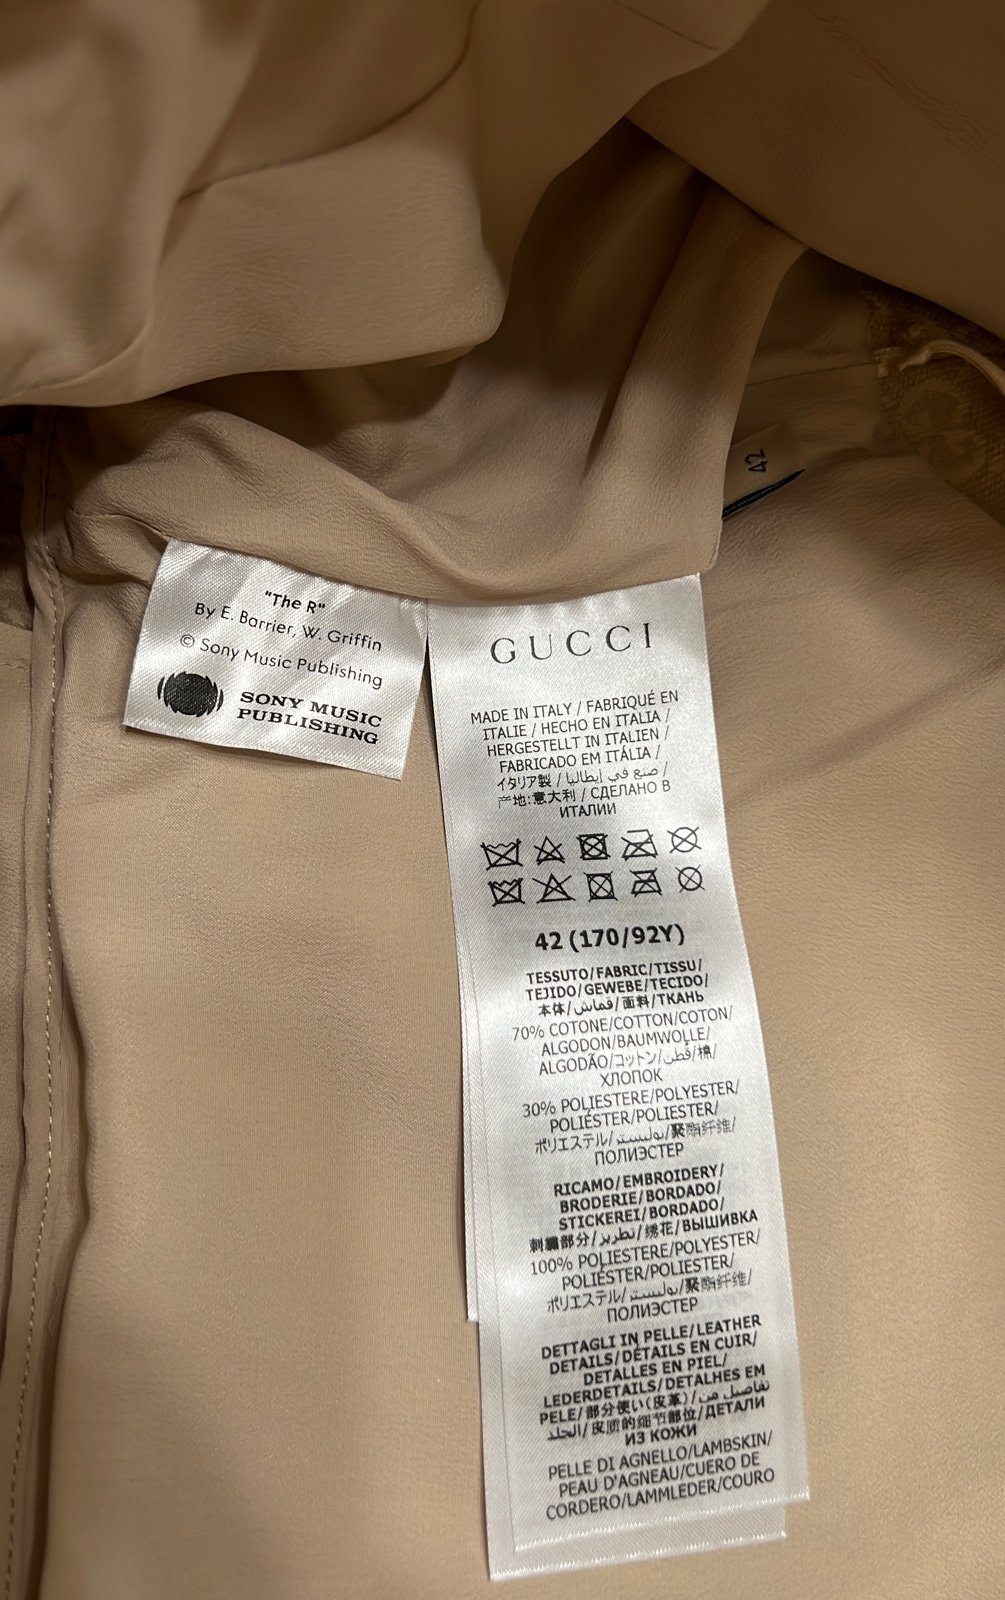 42
"The R"
By E. Barrier, W. Griffin
© Sony Music Publishing
SONY MUSIC
PUBLISHING
GUCCI
MADE IN ITALY / FABRIQUÉ EN
ITALIE / HECHO EN ITALIA /
HERGESTELLT IN ITALIEN /
FABRICADO EM ITÁLIA /
イタリア製 / صنع في إيطاليا /
产地:意大利 / СДЕЛАНО В
ИТАЛИИ
42 (170/92Y)
TESSUTO/FABRIC/TISSU/
TEJIDO/GEWEBE/TECIDO/
本体/قماش/面料/ТКАНЬ
70% COTONE/COTTON/COTON/
ALGODON/BAUMWOLLE/
ALGODÃO/コットン/قطن/棉/
ХЛОПОК
30% POLIESTERE/POLYESTER/
POLIÉSTER/POLIESTER/
ポリエステル/بوليستر/聚酯纤维/
ПОЛИЭСТЕР
RICAMO/EMBROIDERY/
BRODERIE/BORDADO/
STICKEREI/BORDADO/
刺繍部分/تطريز/绣花/ВЫШИВКА
100% POLIESTERE/POLYESTER/
POLIÉSTER/POLIESTER/
ポリエステル/بوليستر/聚酯纤维/
ПОЛИЭСТЕР
DETTAGLI IN PELLE/LEATHER
DETAILS/DÉTAILS EN CUIR/
DETALLES EN PIEL/
LEDERDETAILS/DETALHES EM
PELE/部分使い(皮革)/تفاصيل من
الجلد/皮质的细节部位/ДЕТАЛИ
ИЗ КОЖИ
PELLE DI AGNELLO/LAMBSKIN/
PEAU D'AGNEAU/CUERO DE
CORDERO/LAMMLEDER/COURO